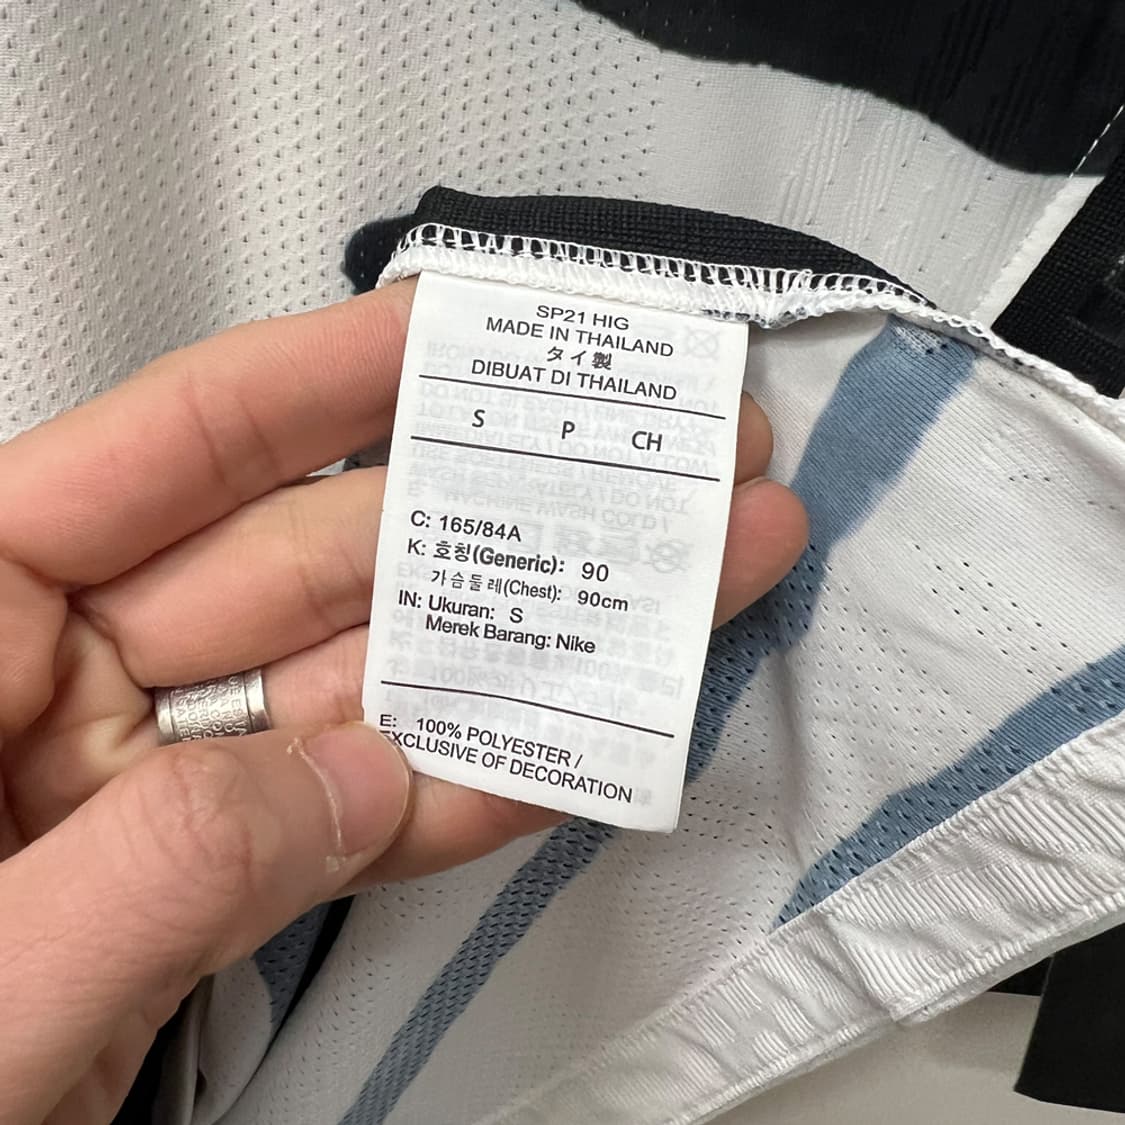 SP21 HIG
MADE IN THAILAND
タイ製
DIBUAT DI THAILAND
S P CH
C: 165/84A
K: 호칭(Generic): 90
가슴둘레(Chest): 90cm
IN: Ukuran: S
Merek Barang: Nike
E: 100% POLYESTER /
EXCLUSIVE OF DECORATION